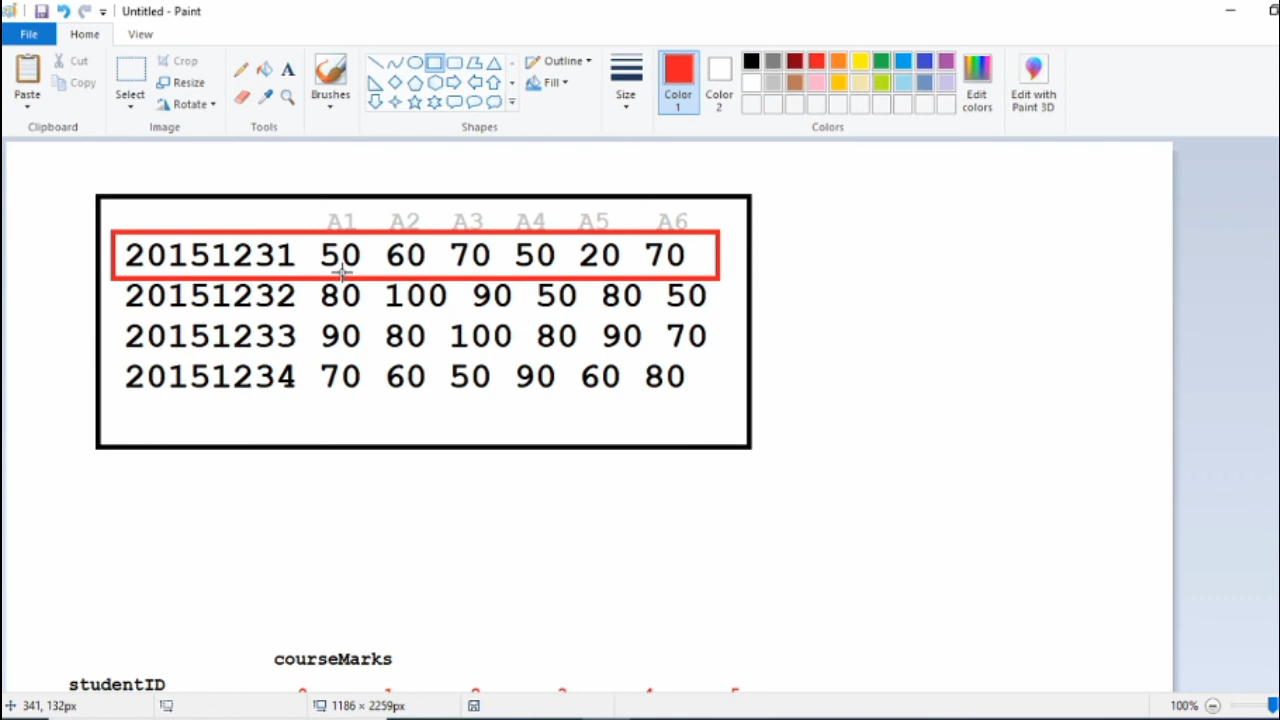 Untitled - Paint
File Home View
Paste
Cut
Copy
Clipboard
Select
Crop
Resize
Rotate
Image
Tools
Brushes
Shapes
Outline
Fill
Size
Color 1
Color 2
Edit colors
Edit with Paint 3D
Colors
A1 A2 A3 A4 A5 A6
20151231 50 60 70 50 20 70
20151232 80 100 90 50 80 50
20151233 90 80 100 80 90 70
20151234 70 60 50 90 60 80
courseMarks
studentID
341, 132px 1186 × 2259px 100%